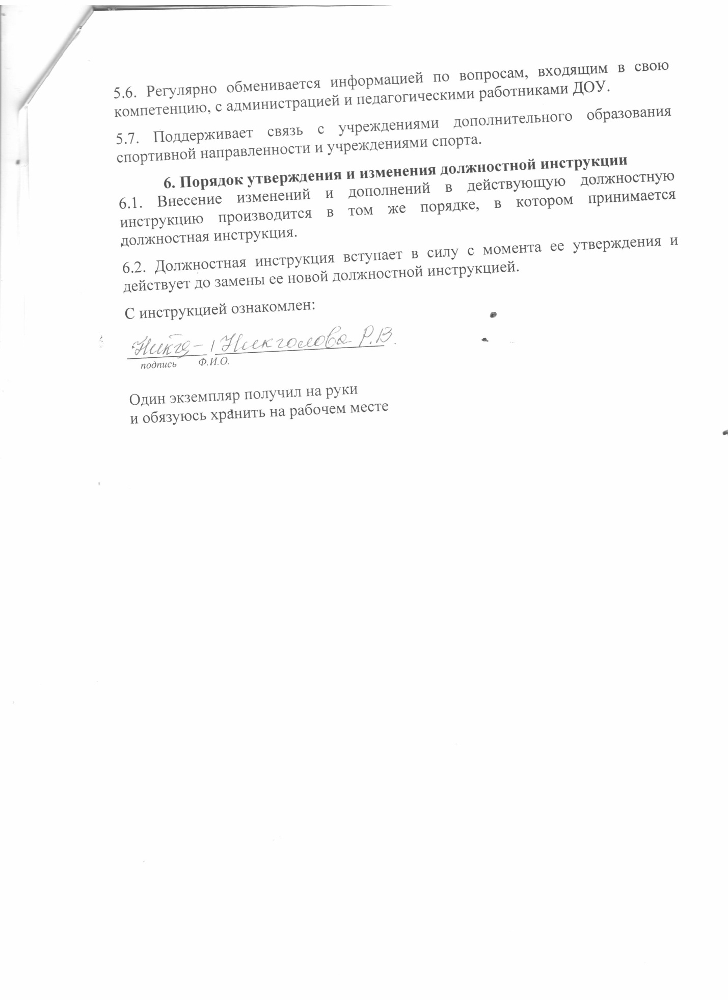 5.6. Регулярно обменивается информацией по вопросам, входящим в свою
компетенцию, с администрацией и педагогическими работниками ДОУ.
5.7. Поддерживает связь с учреждениями дополнительного образования
спортивной направленности и учреждениями спорта.
6. Порядок утверждения и изменения должностной инструкции
6.1. Внесение изменений и дополнений в действующую должностную
инструкцию производится в том же порядке, в котором принимается
должностная инструкция.
6.2. Должностная инструкция вступает в силу с момента ее утверждения и
действует до замены ее новой должностной инструкцией.
С инструкцией ознакомлен:
/ Р.В.
подпись Ф.И.О.
Один экземпляр получил на руки
и обязуюсь хранить на рабочем месте